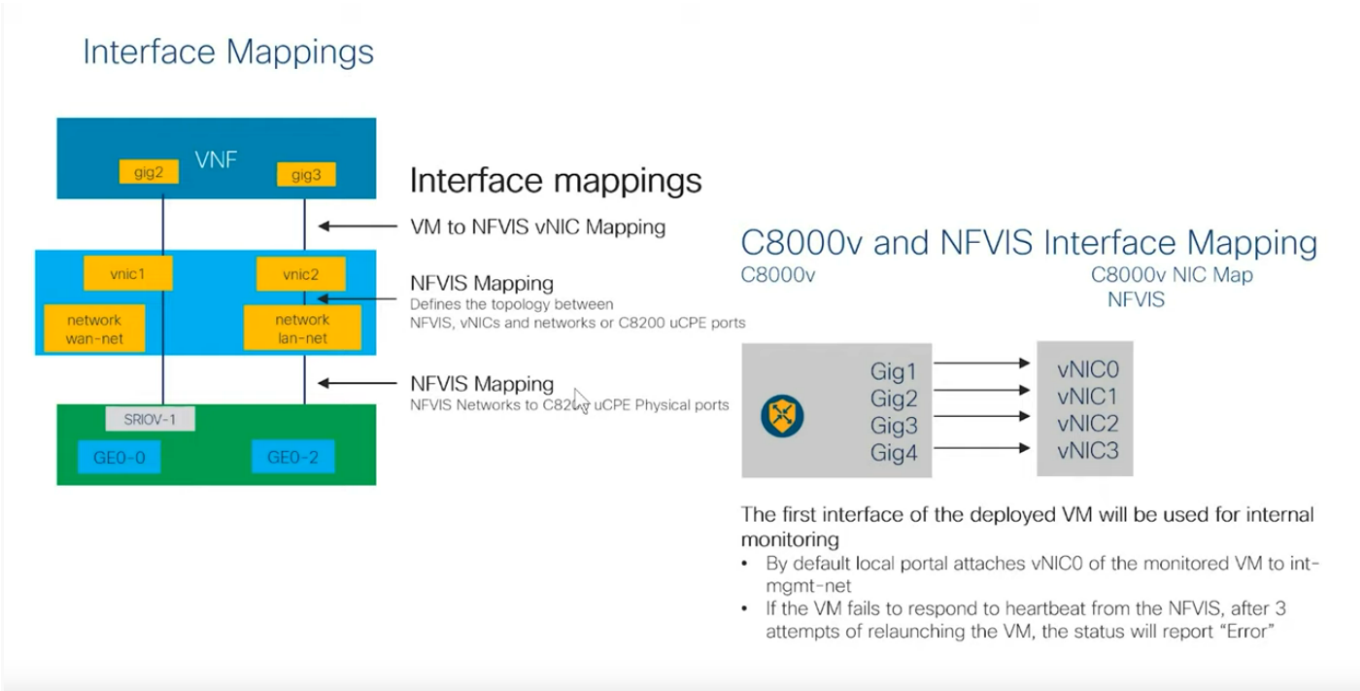 Interface Mappings
VNF
gig2
gig3
vnic1
vnic2
network
wan-net
network
lan-net
SRIOV-1
GE0-0
GE0-2
Interface mappings
VM to NFVIS vNIC Mapping
NFVIS Mapping
Defines the topology between
NFVIS, vNICs and networks or C8200 uCPE ports
NFVIS Mapping
NFVIS Networks to uCPE Physical ports
C8000v and NFVIS Interface Mapping
C8000v
C8000v NIC Map
NFVIS
Gig1
Gig2
Gig3
Gig4
vNIC0
vNIC1
vNIC2
vNIC3
The first interface of the deployed VM will be used for internal
monitoring
• By default local portal attaches vNIC0 of the monitored VM to int-
mgmt-net
• If the VM fails to respond to heartbeat from the NFVIS, after 3
attempts of relaunching the VM, the status will report “Error”